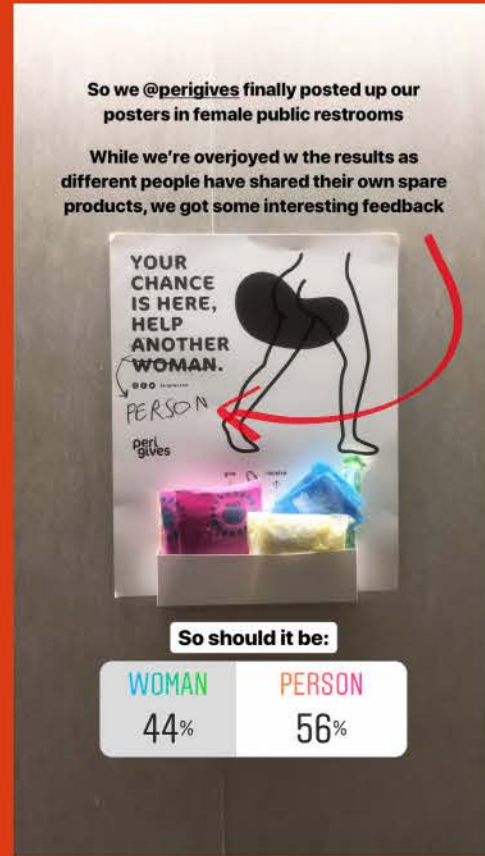 So we @perigives finally posted up our
posters in female public restrooms
While we're overjoyed w the results as
different people have shared their own spare
products, we got some interesting feedback
YOUR
CHANCE
IS HERE,
HELP
ANOTHER
WOMAN.
PERSON
peri
gives
give
receive
So should it be:
WOMAN PERSON
44% 56%